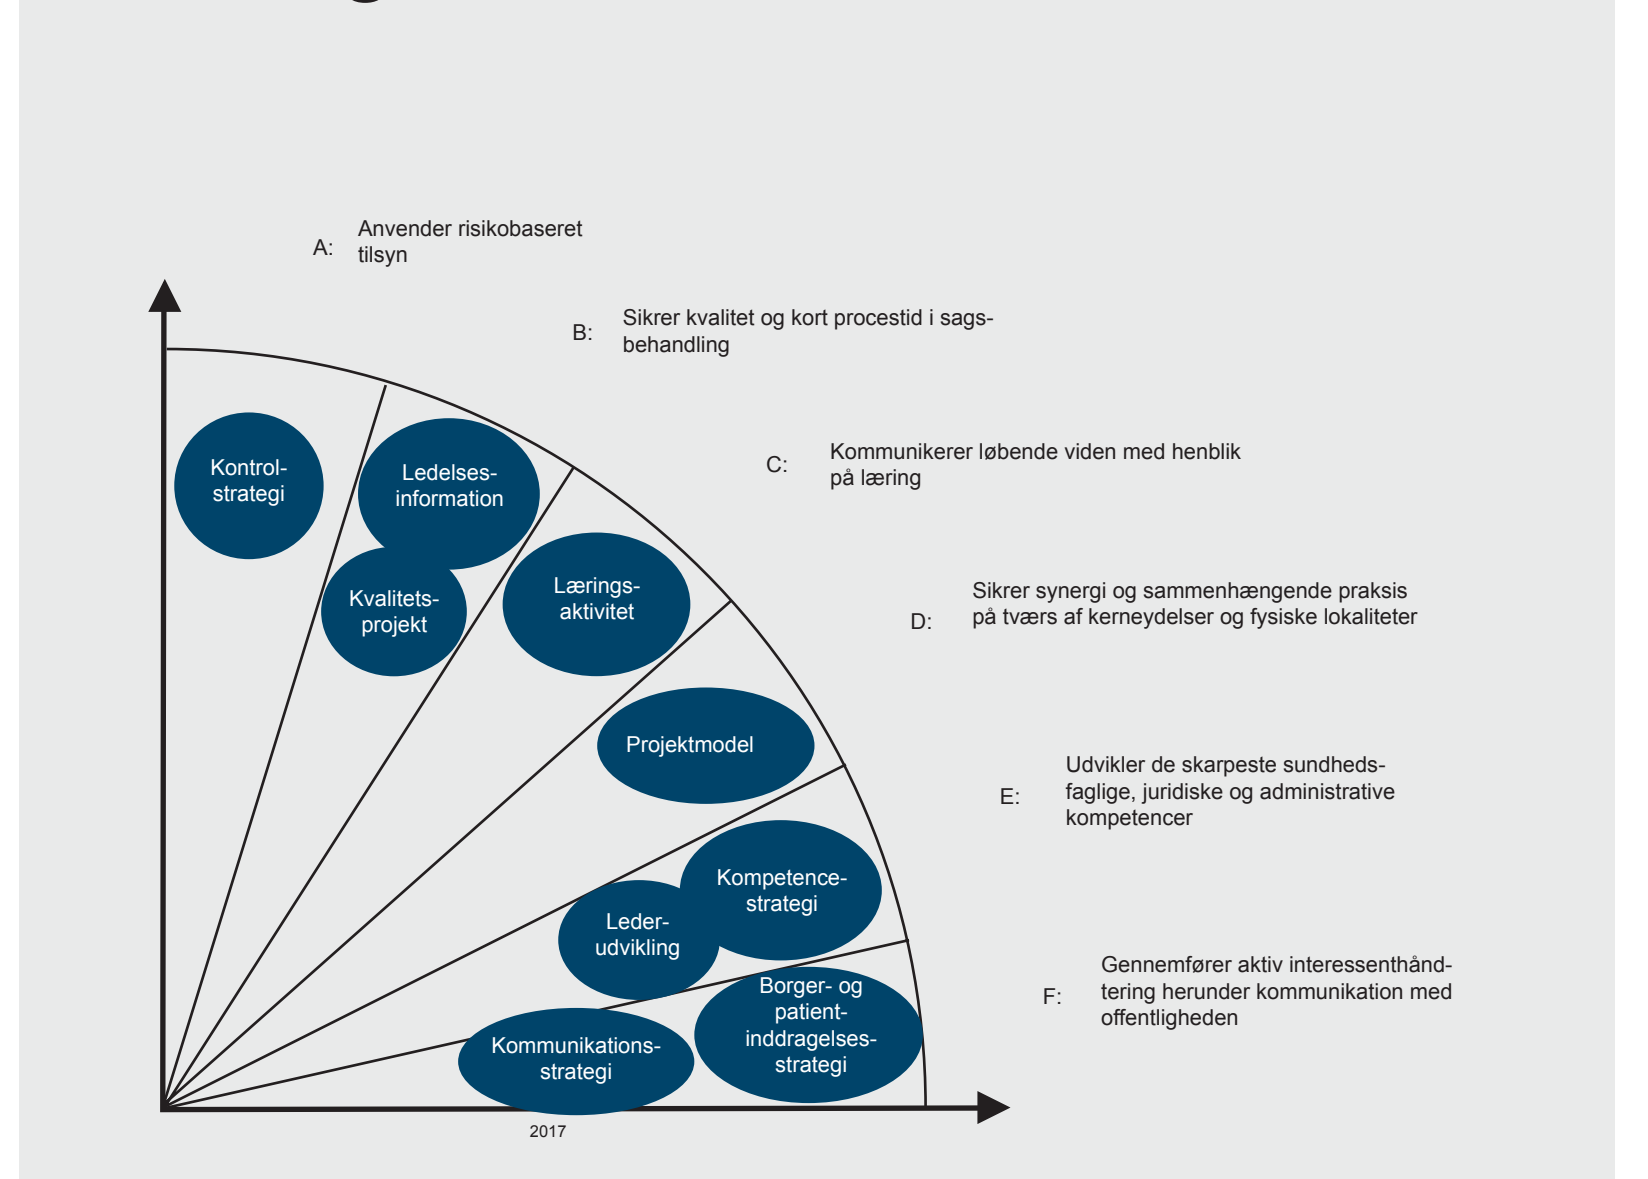 A:
Anvender risikobaseret
tilsyn
B:
Sikrer kvalitet og kort procestid i sags-
behandling
C:
Kommunikerer løbende viden med henblik
på læring
D:
Sikrer synergi og sammenhængende praksis
på tværs af kerneydelser og fysiske lokaliteter
E:
Udvikler de skarpeste sundheds-
faglige, juridiske og administrative
kompetencer
F:
Gennemfører aktiv interessenthånd-
tering herunder kommunikation med
offentligheden
Kontrol-
strategi
Ledelses-
information
Kvalitets-
projekt
Lærings-
aktivitet
Projektmodel
Kompetence-
strategi
Leder-
udvikling
Borger- og
patient-
inddragelses-
strategi
Kommunikations-
strategi
2017